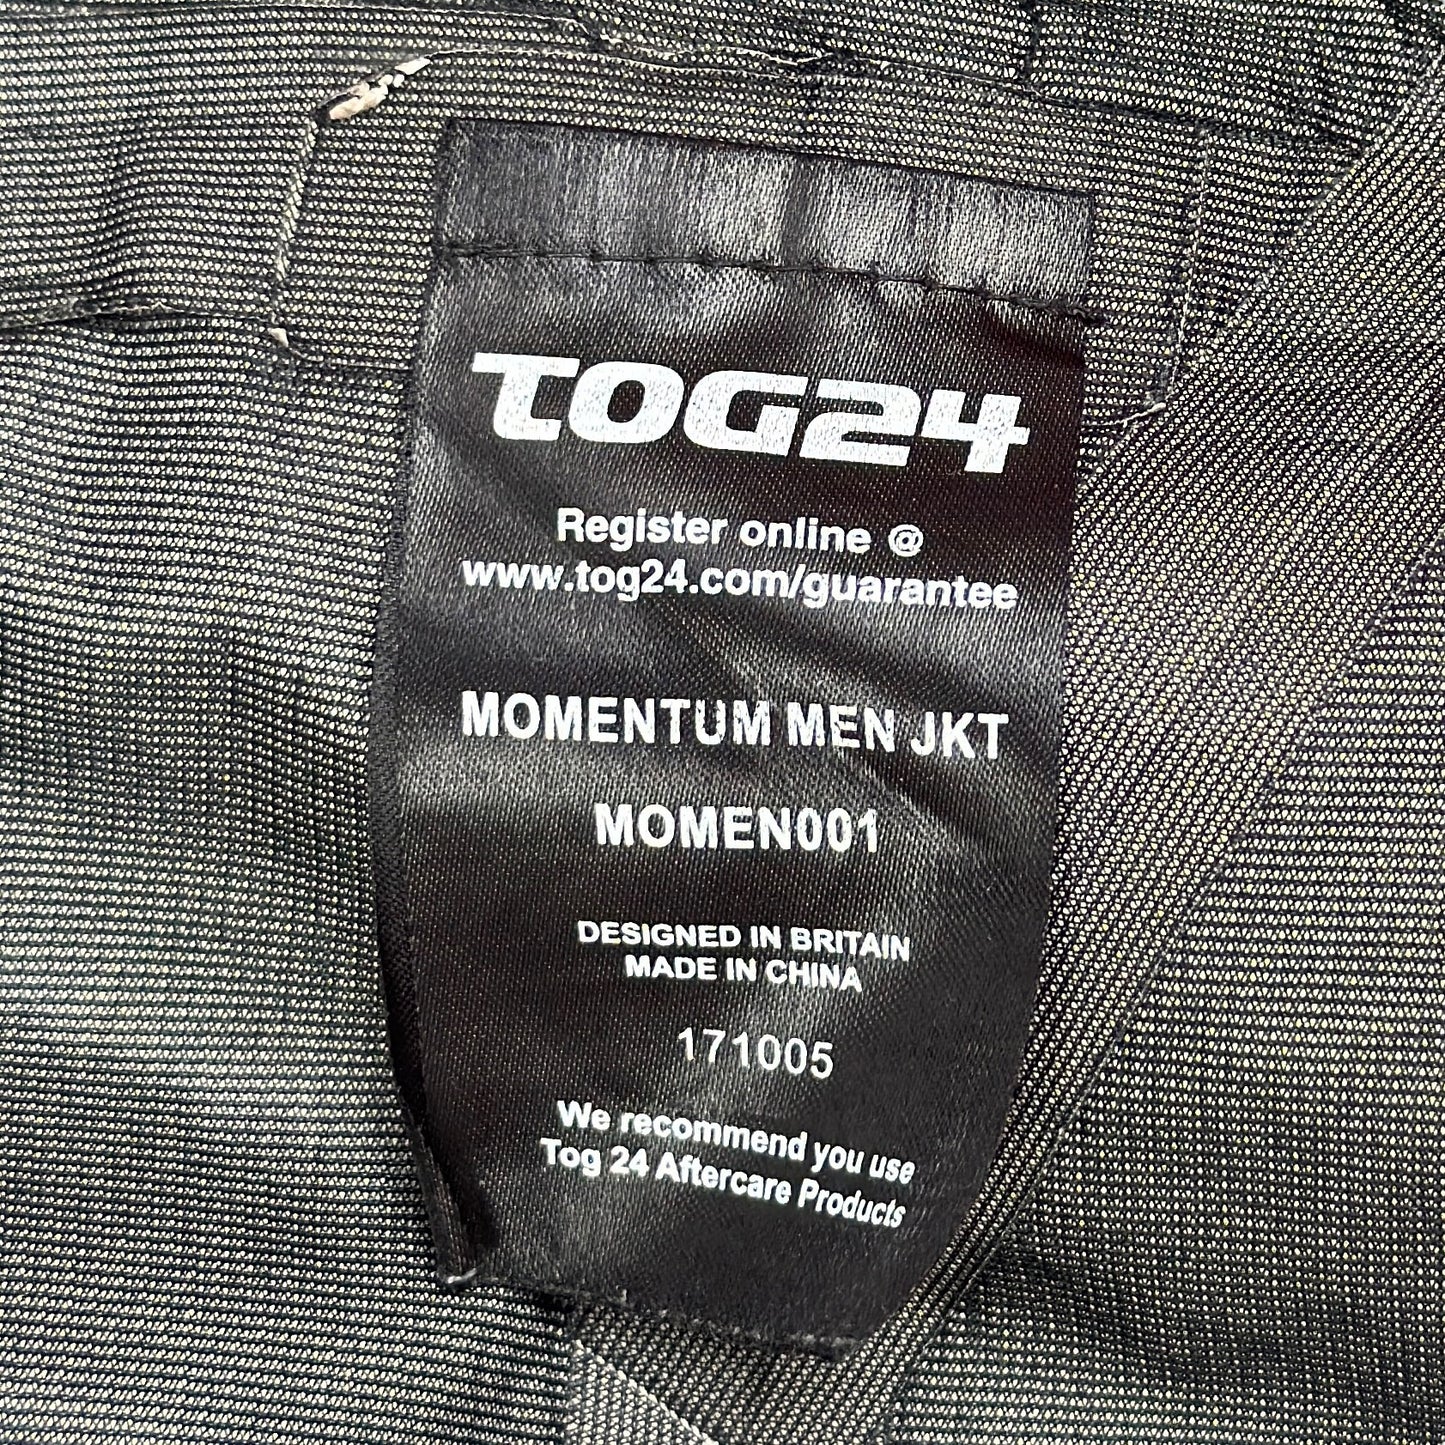 TOG24
Register online @
www.tog24.com/guarantee
MOMENTUM MEN JKT
MOMEN001
DESIGNED IN BRITAIN
MADE IN CHINA
171005
We recommend you use
Tog 24 Aftercare Products